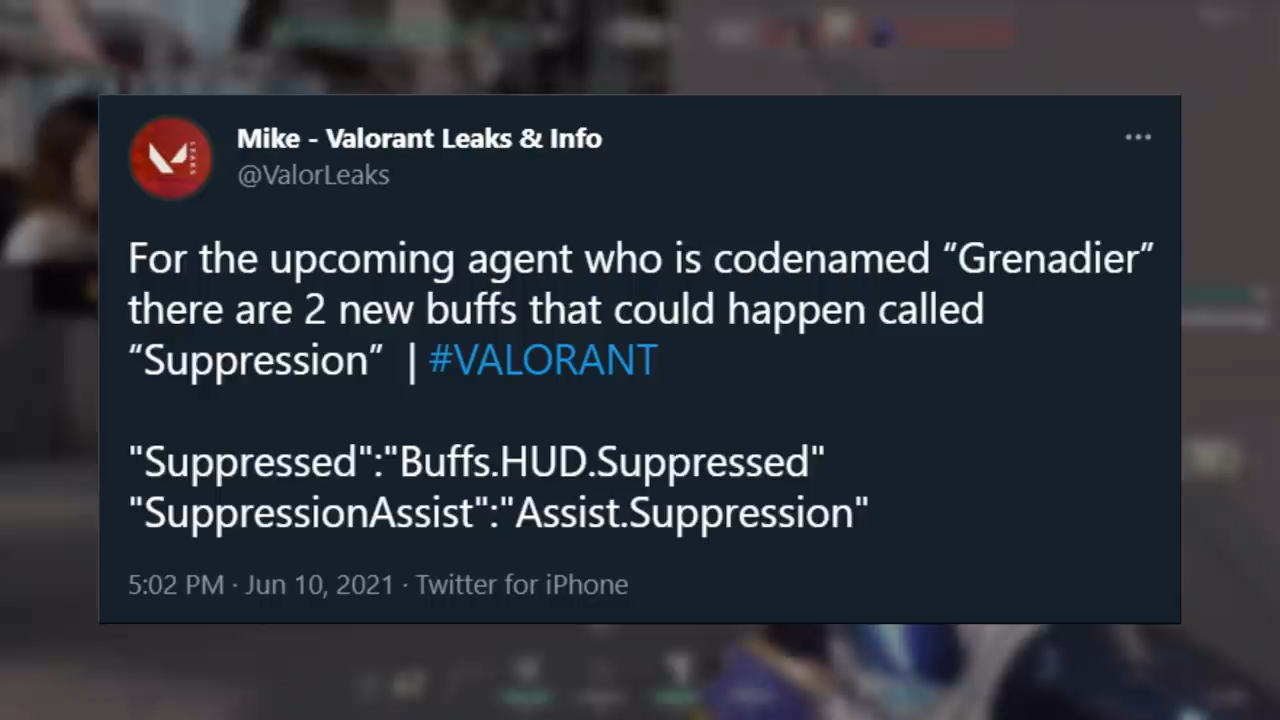 Mike - Valorant Leaks & Info
@ValorLeaks
For the upcoming agent who is codenamed “Grenadier”
there are 2 new buffs that could happen called
“Suppression” | #VALORANT
"Suppressed":"Buffs.HUD.Suppressed"
"SuppressionAssist":"Assist.Suppression"
5:02 PM · Jun 10, 2021 · Twitter for iPhone